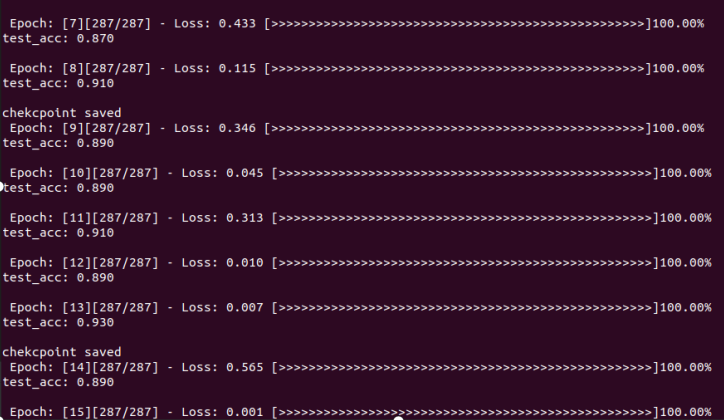 Epoch: [7][287/287] - Loss: 0.433 [>>>>>>>>>>>>>>>>>>>>>>>>>>>>>>>>>>>>>>>>>>>>>>>>>>]100.00%
test_acc: 0.870
Epoch: [8][287/287] - Loss: 0.115 [>>>>>>>>>>>>>>>>>>>>>>>>>>>>>>>>>>>>>>>>>>>>>>>>>>]100.00%
test_acc: 0.910
chekcpoint saved
Epoch: [9][287/287] - Loss: 0.346 [>>>>>>>>>>>>>>>>>>>>>>>>>>>>>>>>>>>>>>>>>>>>>>>>>>]100.00%
test_acc: 0.890
Epoch: [10][287/287] - Loss: 0.045 [>>>>>>>>>>>>>>>>>>>>>>>>>>>>>>>>>>>>>>>>>>>>>>>>>>]100.00%
test_acc: 0.890
Epoch: [11][287/287] - Loss: 0.313 [>>>>>>>>>>>>>>>>>>>>>>>>>>>>>>>>>>>>>>>>>>>>>>>>>>]100.00%
test_acc: 0.910
Epoch: [12][287/287] - Loss: 0.010 [>>>>>>>>>>>>>>>>>>>>>>>>>>>>>>>>>>>>>>>>>>>>>>>>>>]100.00%
test_acc: 0.890
Epoch: [13][287/287] - Loss: 0.007 [>>>>>>>>>>>>>>>>>>>>>>>>>>>>>>>>>>>>>>>>>>>>>>>>>>]100.00%
test_acc: 0.930
chekcpoint saved
Epoch: [14][287/287] - Loss: 0.565 [>>>>>>>>>>>>>>>>>>>>>>>>>>>>>>>>>>>>>>>>>>>>>>>>>>]100.00%
test_acc: 0.890
Epoch: [15][287/287] - Loss: 0.001 [>>>>>>>>>>>>>>>>>>>>>>>>>>>>>>>>>>>>>>>>>>>>>>>>>>]100.00%